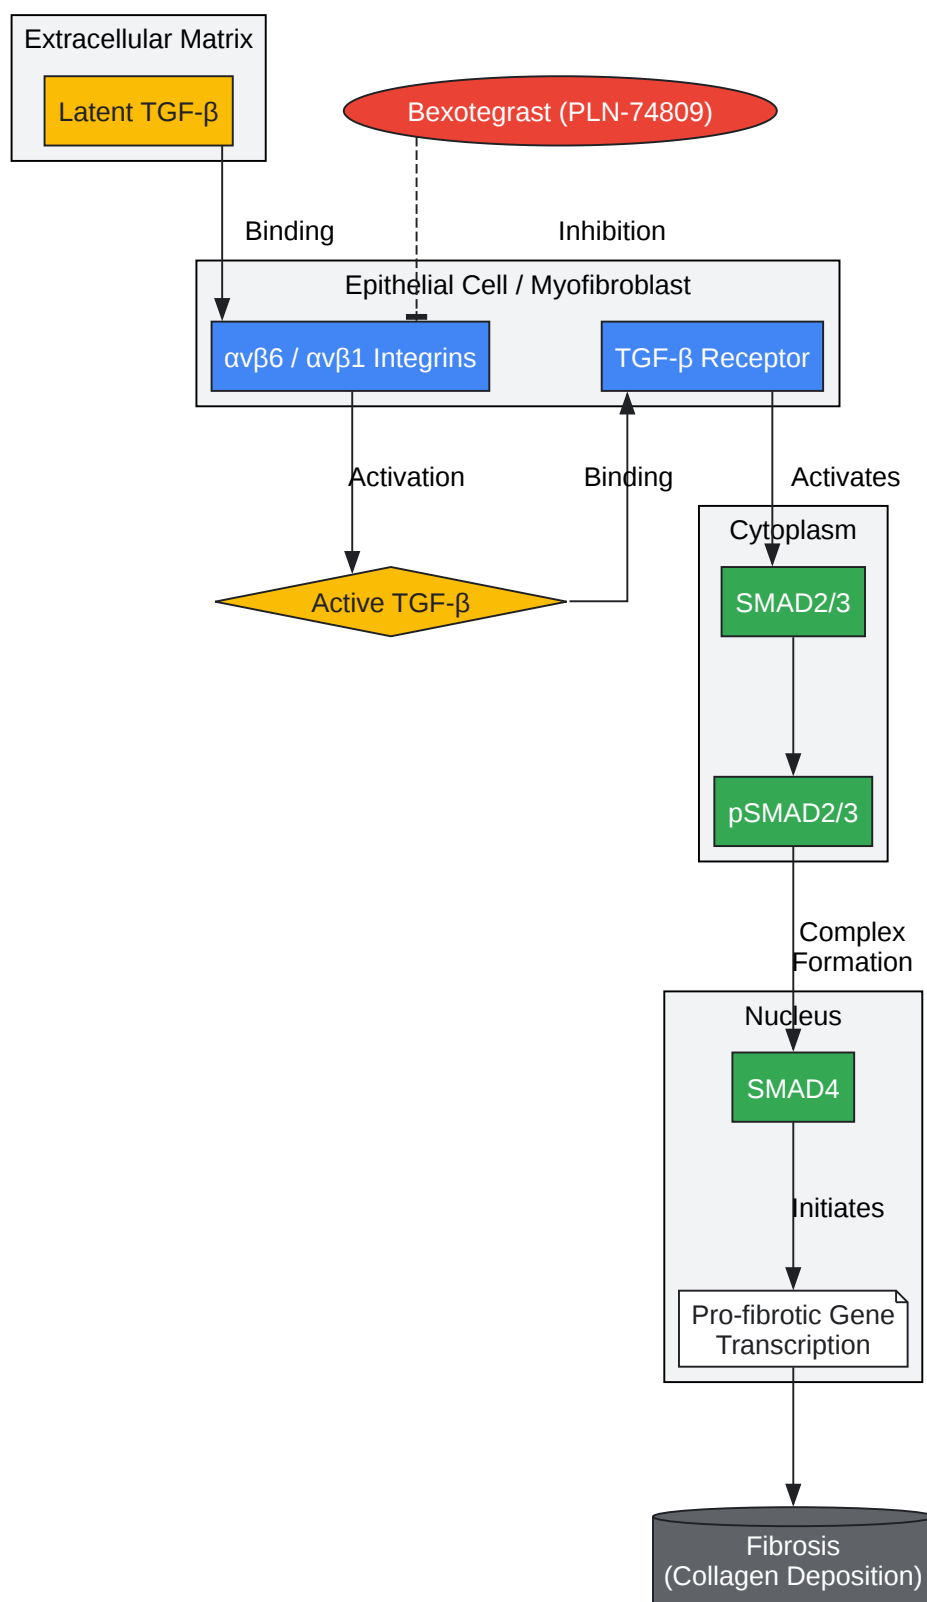 Extracellular Matrix
Latent TGF-β
Bexotegrast (PLN-74809)
Binding
Inhibition
Epithelial Cell / Myofibroblast
αvβ6 / αvβ1 Integrins
TGF-β Receptor
Activation
Binding
Activates
Cytoplasm
Active TGF-β
SMAD2/3
pSMAD2/3
Complex
Formation
Nucleus
SMAD4
Initiates
Pro-fibrotic Gene
Transcription
Fibrosis
(Collagen Deposition)